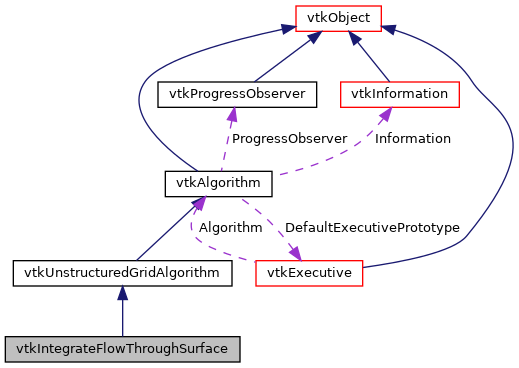 vtkObject
vtkProgressObserver
vtkInformation
ProgressObserver
Information
vtkAlgorithm
Algorithm
DefaultExecutivePrototype
vtkUnstructuredGridAlgorithm
vtkExecutive
vtkIntegrateFlowThroughSurface